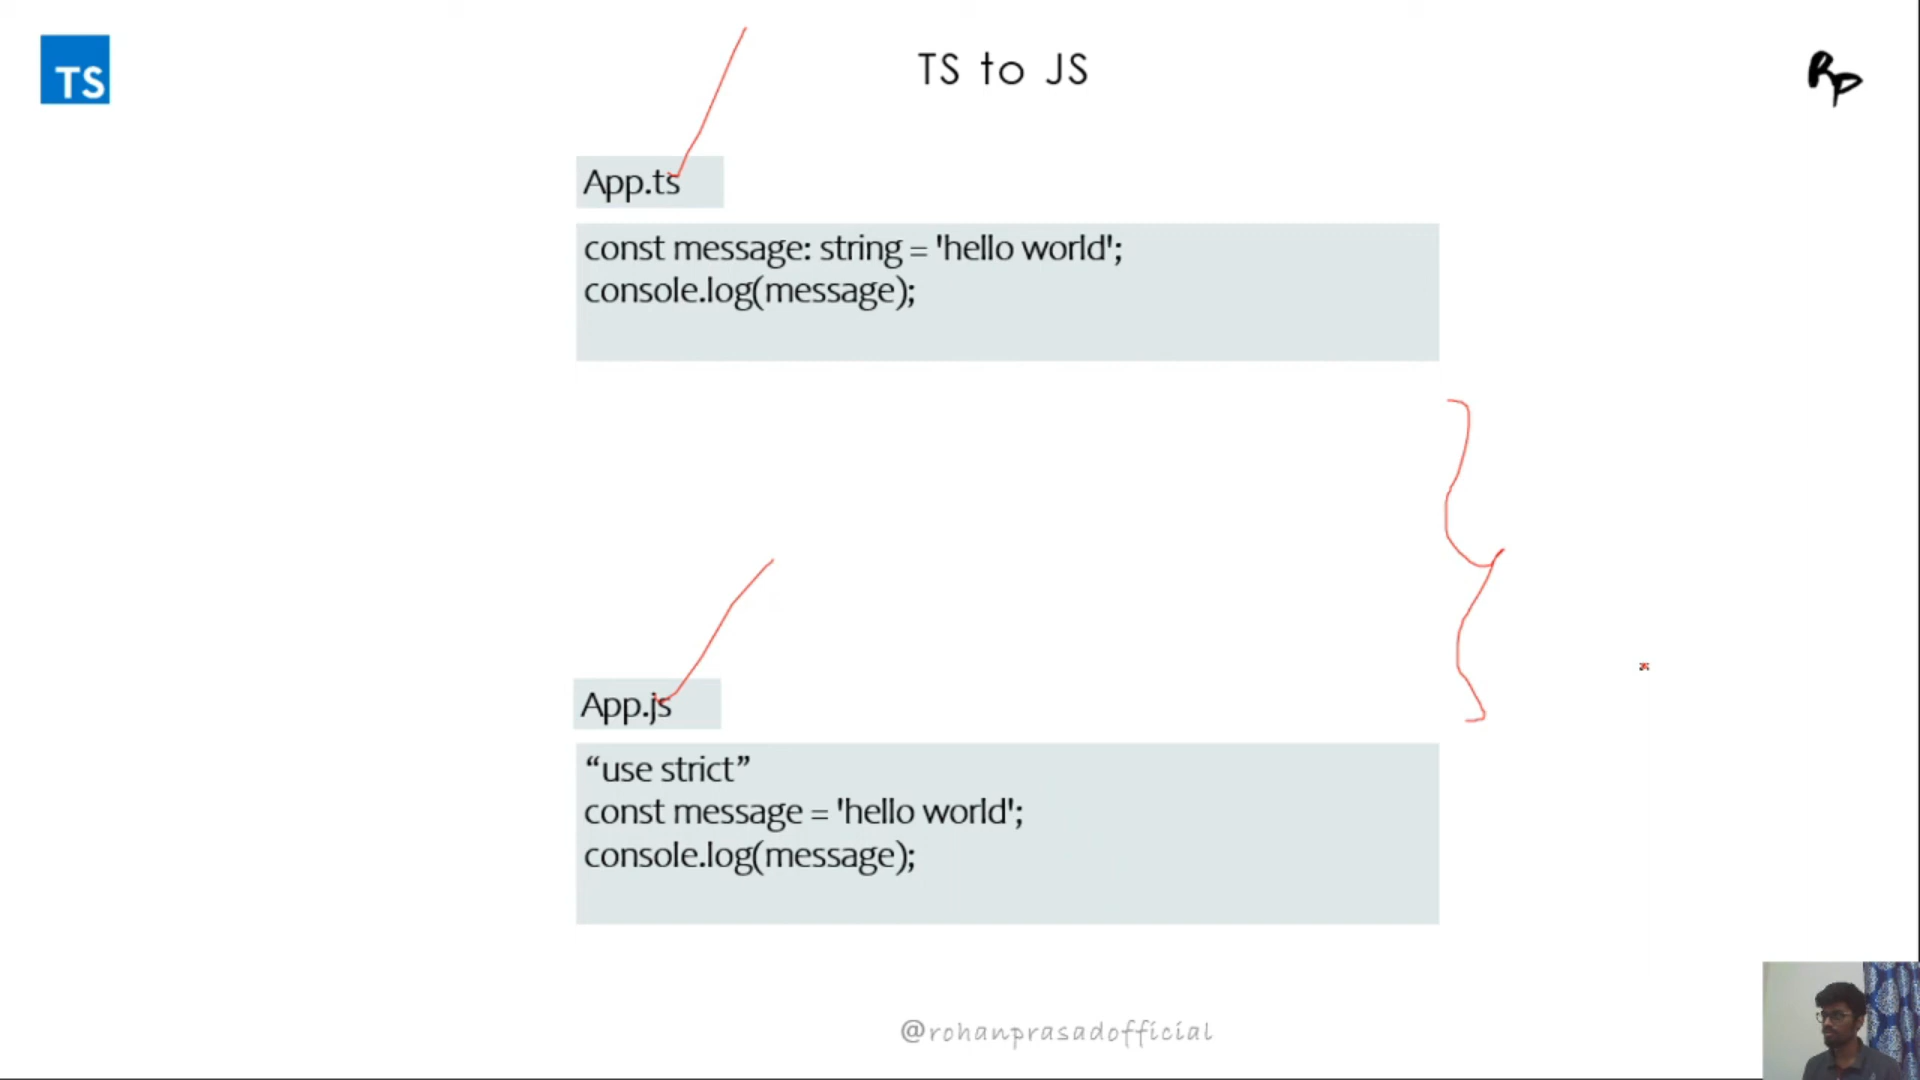 TS
TS to JS
RP
App.ts
const message: string = 'hello world';
console.log(message);
App.js
“use strict”
const message = 'hello world';
console.log(message);
@rohanprasadofficial